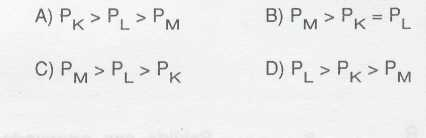 A) P_K > P_L > P_M B) P_M > P_K = P_L
C) P_M > P_L > P_K D) P_L > P_K > P_M